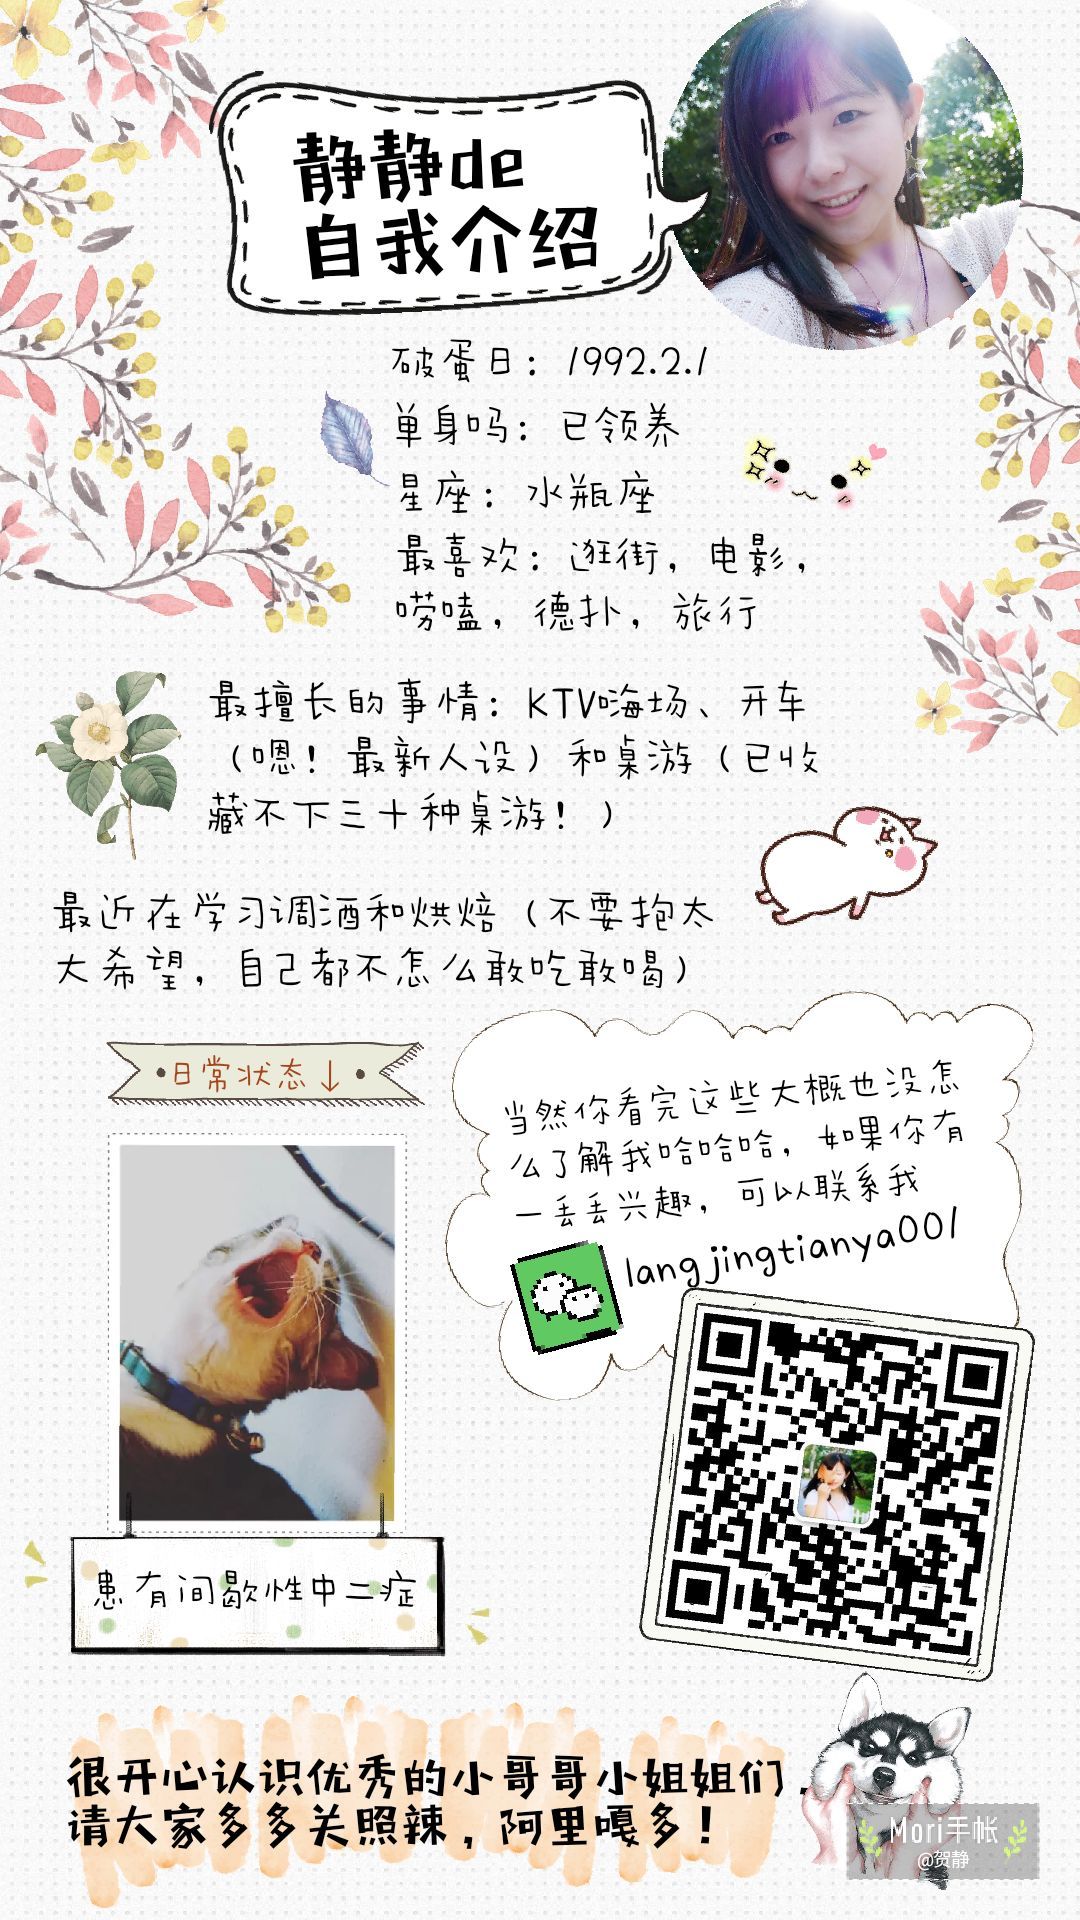 静静de
自我介绍
破蛋日：1992.2.1
单身吗：已领养
星座：水瓶座
最喜欢：逛街，电影，
唠嗑，德扑，旅行
最擅长的事情：KTV嗨场、开车
（嗯！最新人设）和桌游（已收
藏不下三十种桌游！）
最近在学习调酒和烘焙（不要抱太
大希望，自己都不怎么敢吃敢喝）
•日常状态↓•
当然你看完这些大概也没怎
么了解我哈哈哈，如果你有
一丢丢兴趣，可以联系我
langjingtianya001
患有间歇性中二症
很开心认识优秀的小哥哥小姐姐们，
请大家多多关照辣，阿里嘎多！
Mori手帐
@贺静